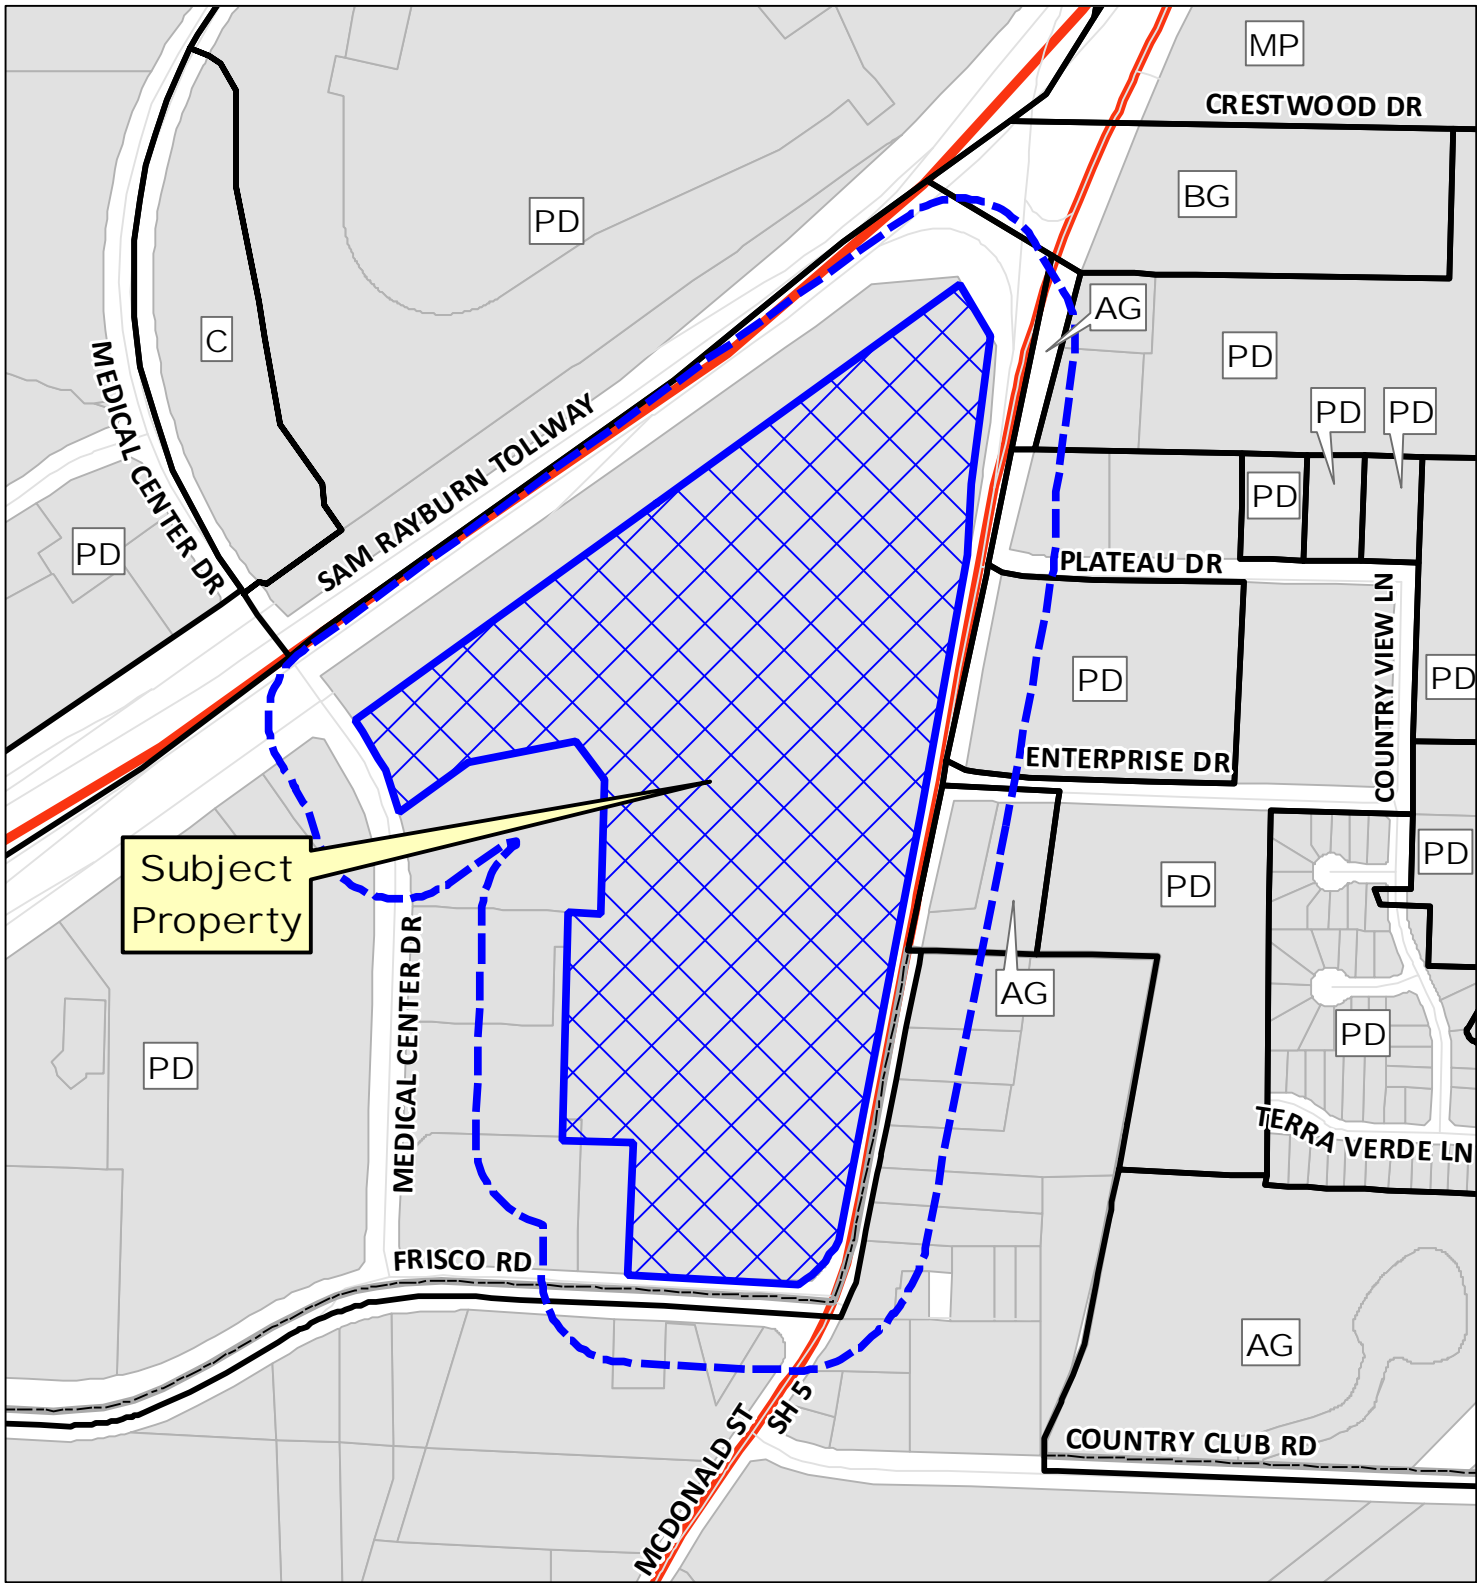 MP
CRESTWOOD DR
BG
PD
AG
C
PD
PD
PD
MEDICAL CENTER DR
SAM RAYBURN TOLLWAY
PD
PD
PLATEAU DR
COUNTRY VIEW LN
PD
PD
ENTERPRISE DR
Subject
Property
PD
PD
MEDICAL CENTER DR
AG
PD
PD
TERRA VERDE LN
FRISCO RD
AG
MCDONALD ST
SH 5
COUNTRY CLUB RD